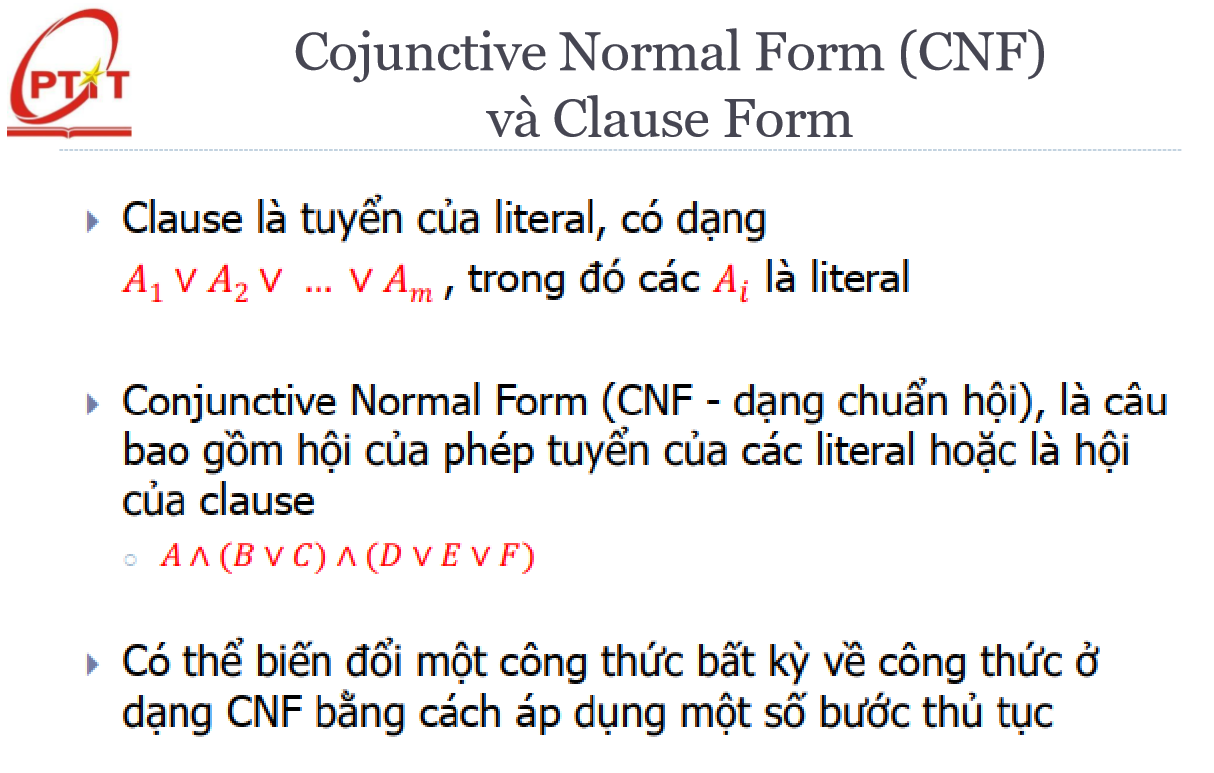 PTiT
Cojunctive Normal Form (CNF)
và Clause Form
Clause là tuyển của literal, có dạng
A₁ ∨ A₂ ∨ … ∨ Aₘ , trong đó các Aᵢ là literal
Conjunctive Normal Form (CNF - dạng chuẩn hội), là câu
bao gồm hội của phép tuyển của các literal hoặc là hội
của clause
A ∧ (B ∨ C) ∧ (D ∨ E ∨ F)
Có thể biến đổi một công thức bất kỳ về công thức ở
dạng CNF bằng cách áp dụng một số bước thủ tục